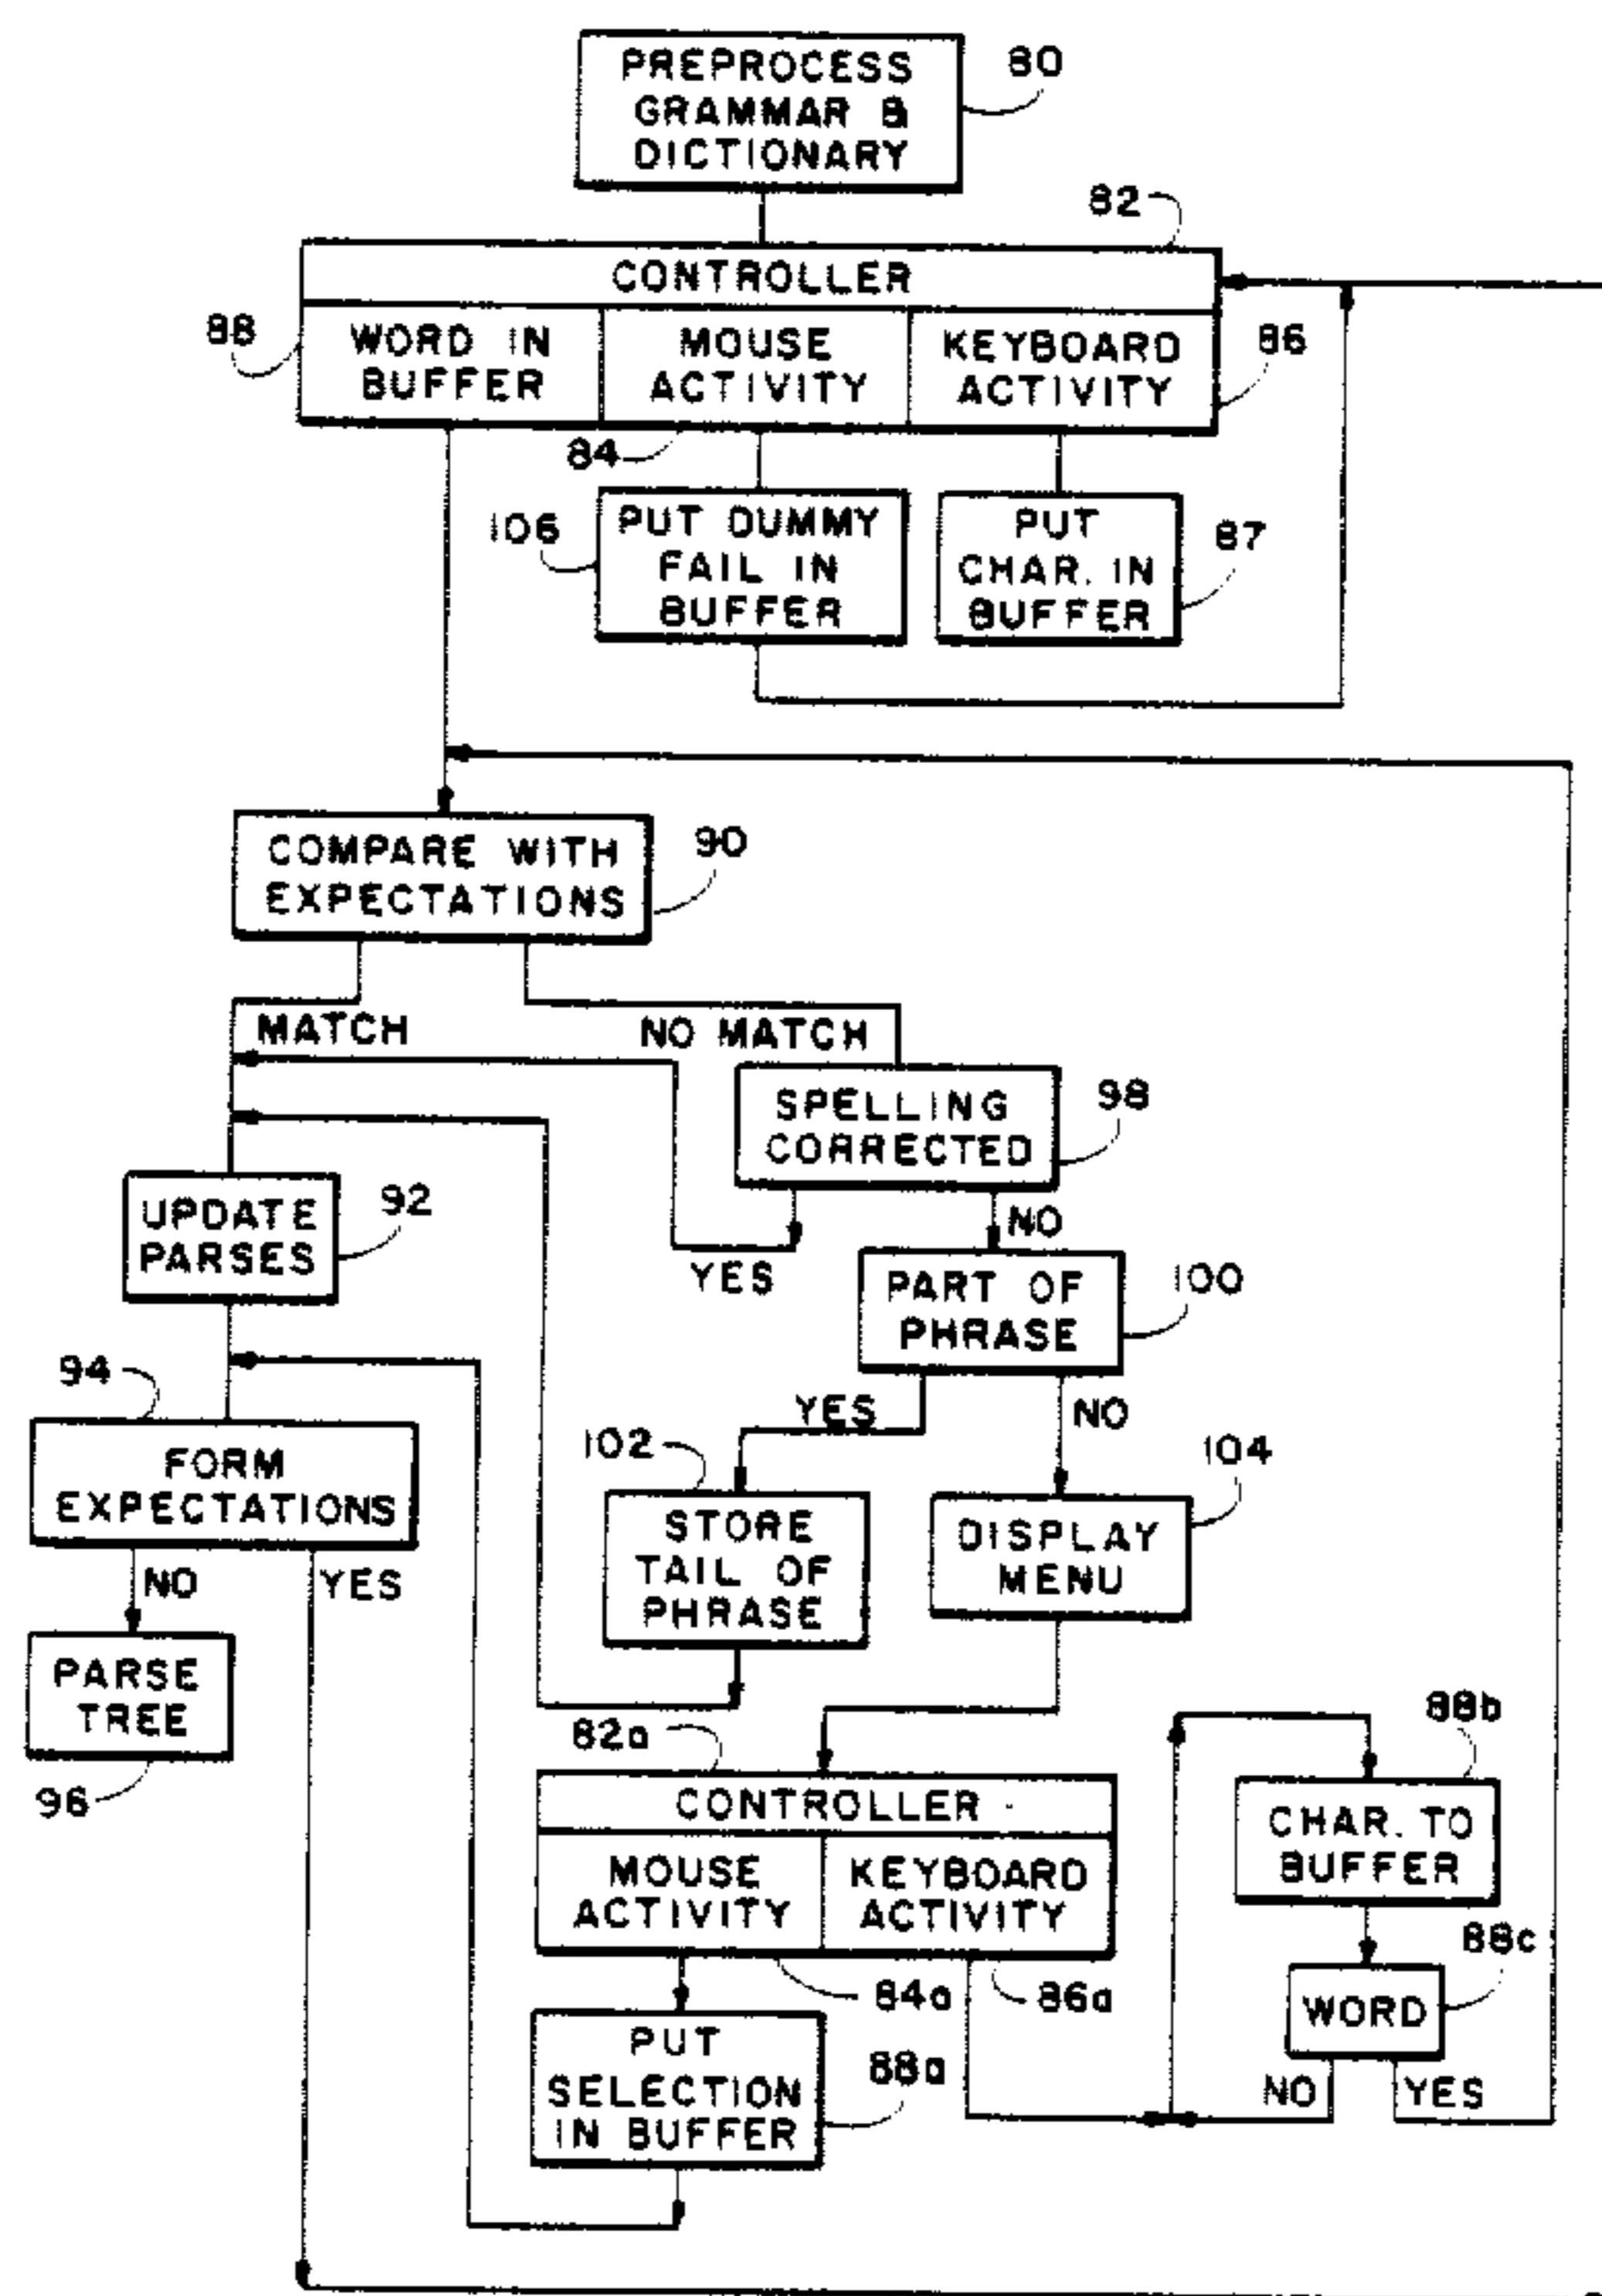 PREPROCESS
GRAMMAR &
DICTIONARY
80
82
CONTROLLER
88
WORD IN
BUFFER
MOUSE
ACTIVITY
KEYBOARD
ACTIVITY
86
84
106
PUT DUMMY
FAIL IN
BUFFER
PUT
CHAR. IN
BUFFER
87
COMPARE WITH
EXPECTATIONS
90
MATCH
NO MATCH
SPELLING
CORRECTED
98
UPDATE
PARSES
92
YES
NO
PART OF
PHRASE
100
94
FORM
EXPECTATIONS
YES
NO
102
STORE
TAIL OF
PHRASE
104
DISPLAY
MENU
NO
YES
PARSE
TREE
96
82a
CONTROLLER
MOUSE
ACTIVITY
KEYBOARD
ACTIVITY
84a
86a
88b
CHAR. TO
BUFFER
88c
WORD
NO
YES
PUT
SELECTION
IN BUFFER
88a